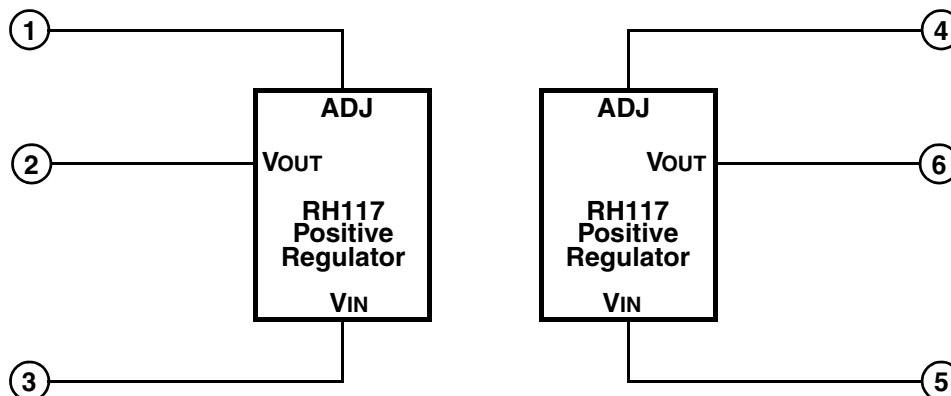 1
4
ADJ
ADJ
2
VOUT
VOUT
6
RH117
Positive
Regulator
RH117
Positive
Regulator
VIN
VIN
3
5